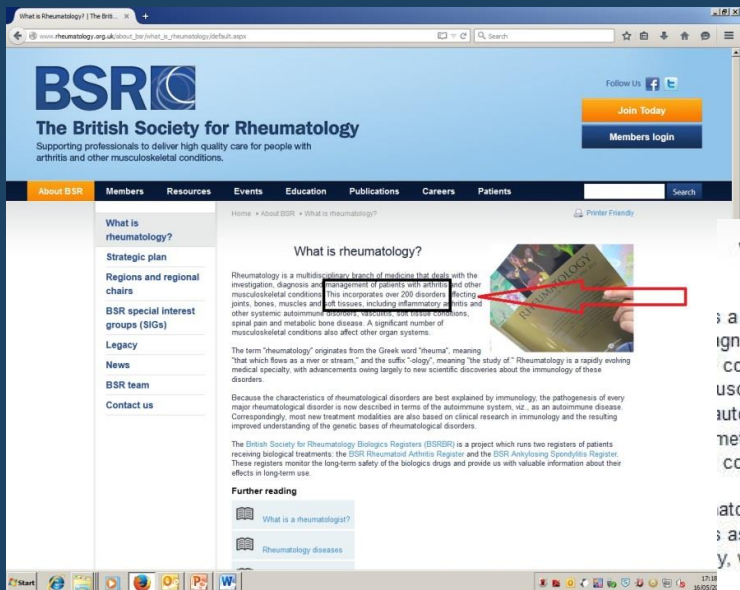 What is Rheumatology? | The Briti...
www.rheumatology.org.uk/about_bsr/what_is_rheumatology/default.aspx
Search
BSR
The British Society for Rheumatology
Supporting professionals to deliver high quality care for people with
arthritis and other musculoskeletal conditions.
Follow Us
Join Today
Members login
About BSR Members Resources Events Education Publications Careers Patients Search
Home About BSR What is rheumatology?
Printer Friendly
What is
rheumatology?
Strategic plan
Regions and regional
chairs
BSR special interest
groups (SIGs)
Legacy
News
BSR team
Contact us
What is rheumatology?
Rheumatology is a multidisciplinary branch of medicine that deals with the
investigation, diagnosis and management of patients with arthritis and other
musculoskeletal conditions. This incorporates over 200 disorders affecting
joints, bones, muscles and soft tissues, including inflammatory arthritis and
other systemic autoimmune disorders, vasculitis, soft tissue conditions,
spinal pain and metabolic bone disease. A significant number of
musculoskeletal conditions also affect other organ systems.
RHEUMATOLOGY
The term "rheumatology" originates from the Greek word "rheuma", meaning
"that which flows as a river or stream," and the suffix "-ology", meaning "the study of." Rheumatology is a rapidly evolving
medical specialty, with advancements owing largely to new scientific discoveries about the immunology of these
disorders.
Because the characteristics of rheumatological disorders are best explained by immunology, the pathogenesis of every
major rheumatological disorder is now described in terms of the autoimmune system, viz., as an autoimmune disease.
Correspondingly, most new treatment modalities are also based on clinical research in immunology and the resulting
improved understanding of the genetic bases of rheumatological disorders.
The British Society for Rheumatology Biologics Registers (BSRBR) is a project which runs two registers of patients
receiving biological treatments: the BSR Rheumatoid Arthritis Register and the BSR Ankylosing Spondylitis Register.
These registers monitor the long-term safety of the biologics drugs and provide us with valuable information about their
effects in long-term use.
Further reading
What is a rheumatologist?
Rheumatology diseases
Start
17:18